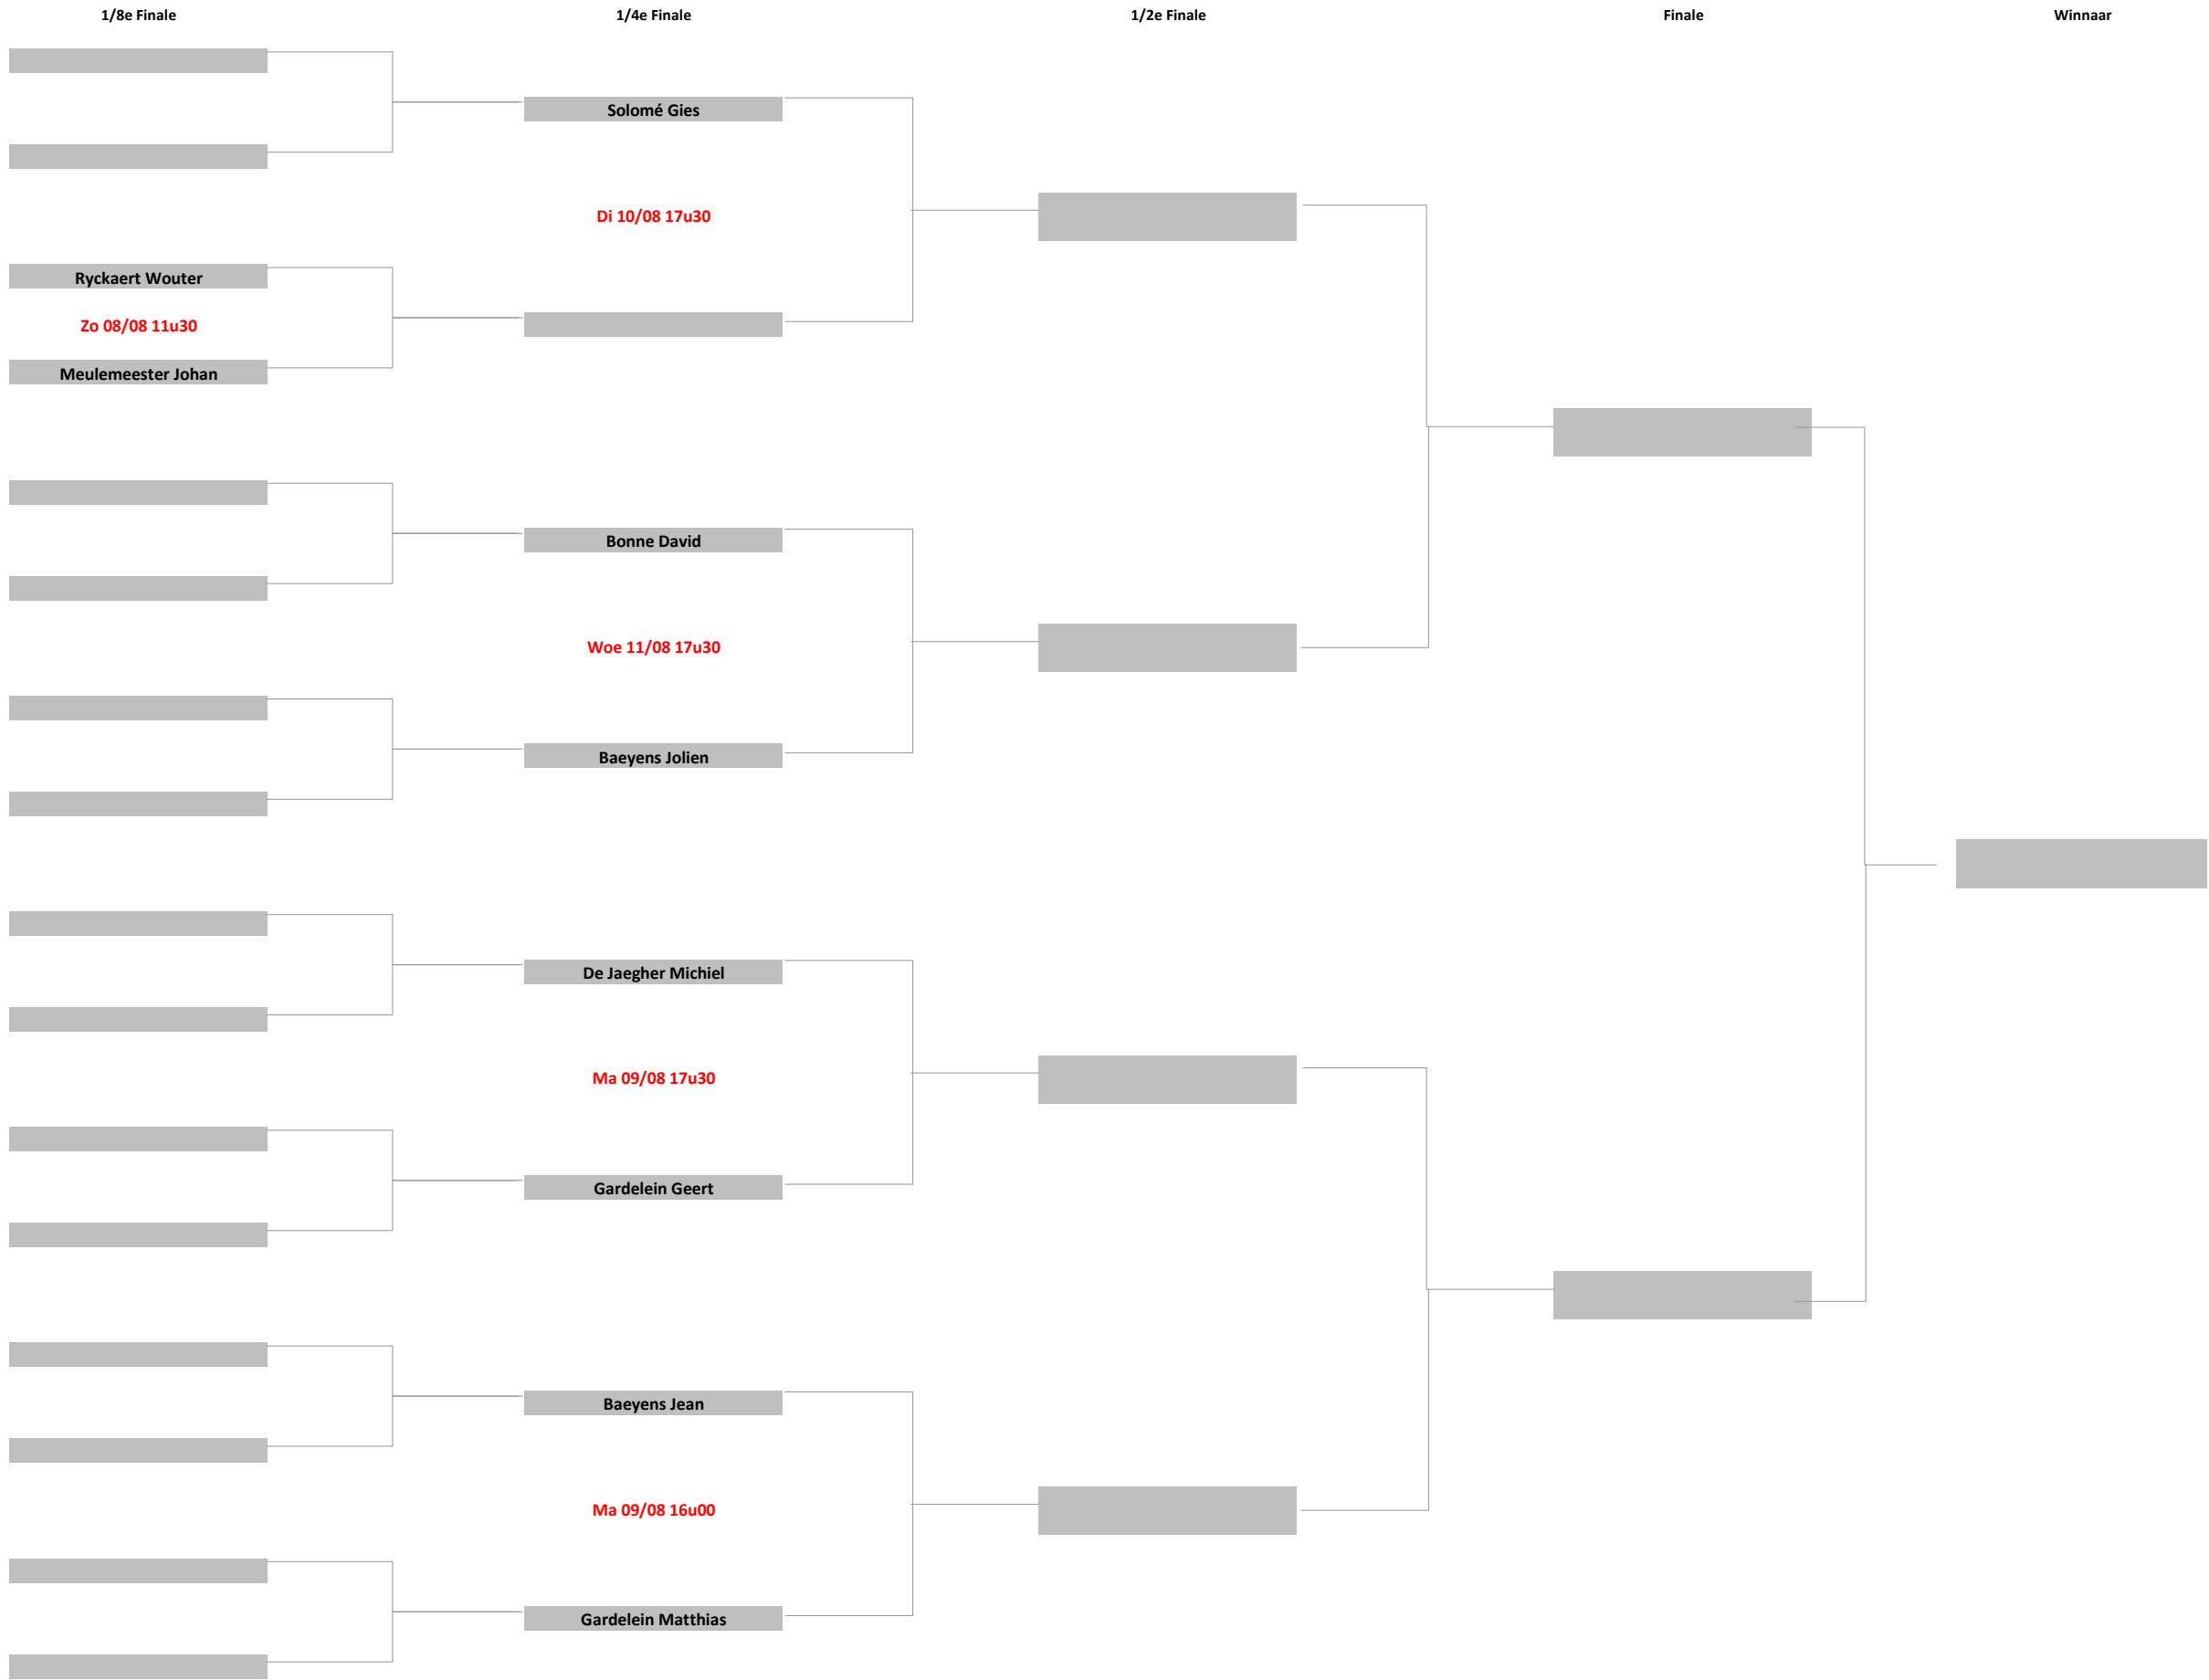 1/8e Finale
1/4e Finale
1/2e Finale
Finale
Winnaar
Solomé Gies
Di 10/08 17u30
Ryckaert Wouter
Zo 08/08 11u30
Meulemeester Johan
Bonne David
Woe 11/08 17u30
Baeyens Jolien
De Jaegher Michiel
Ma 09/08 17u30
Gardelein Geert
Baeyens Jean
Ma 09/08 16u00
Gardelein Matthias